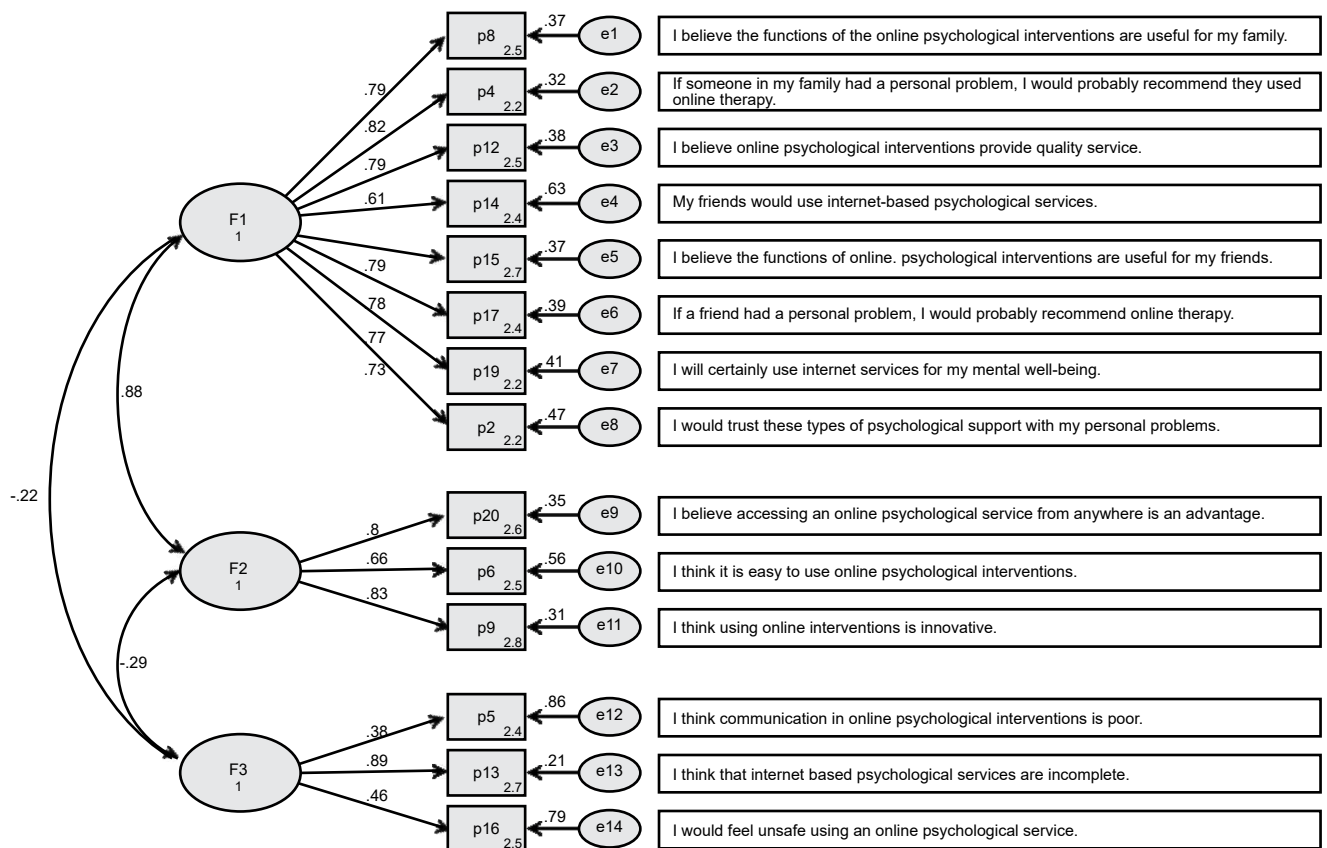 p8
2.5
.37
e1
I believe the functions of the online psychological interventions are useful for my family.
.79
p4
2.2
.32
e2
If someone in my family had a personal problem, I would probably recommend they used
online therapy.
.82
p12
2.5
.38
e3
I believe online psychological interventions provide quality service.
.79
p14
2.4
.63
e4
My friends would use internet-based psychological services.
.61
F1
1
p15
2.7
.37
e5
I believe the functions of online. psychological interventions are useful for my friends.
.79
p17
2.4
.39
e6
If a friend had a personal problem, I would probably recommend online therapy.
.78
p19
2.2
.41
e7
I will certainly use internet services for my mental well-being.
.77
.73
p2
2.2
.47
e8
I would trust these types of psychological support with my personal problems.
.88
-.22
p20
2.6
.35
e9
I believe accessing an online psychological service from anywhere is an advantage.
.8
F2
1
.66
p6
2.5
.56
e10
I think it is easy to use online psychological interventions.
.83
p9
2.8
.31
e11
I think using online interventions is innovative.
-.29
p5
2.4
.86
e12
I think communication in online psychological interventions is poor.
.38
F3
1
.89
p13
2.7
.21
e13
I think that internet based psychological services are incomplete.
.46
p16
2.5
.79
e14
I would feel unsafe using an online psychological service.